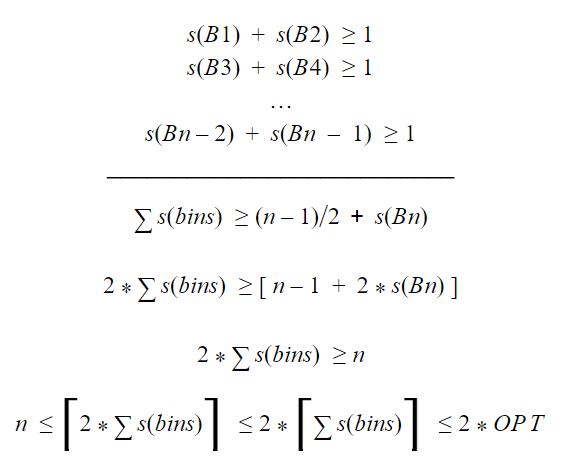 s(B1) + s(B2) ≥ 1
s(B3) + s(B4) ≥ 1
…
s(Bn – 2) + s(Bn − 1) ≥ 1
∑ s(bins) ≥ (n – 1)/2 + s(Bn)
2 * ∑ s(bins) ≥ [ n – 1 + 2 * s(Bn) ]
2 * ∑ s(bins) ≥ n
n ≤ ⌈2 * ∑ s(bins)⌉ ≤ 2 * ⌈∑ s(bins)⌉ ≤ 2 * OPT